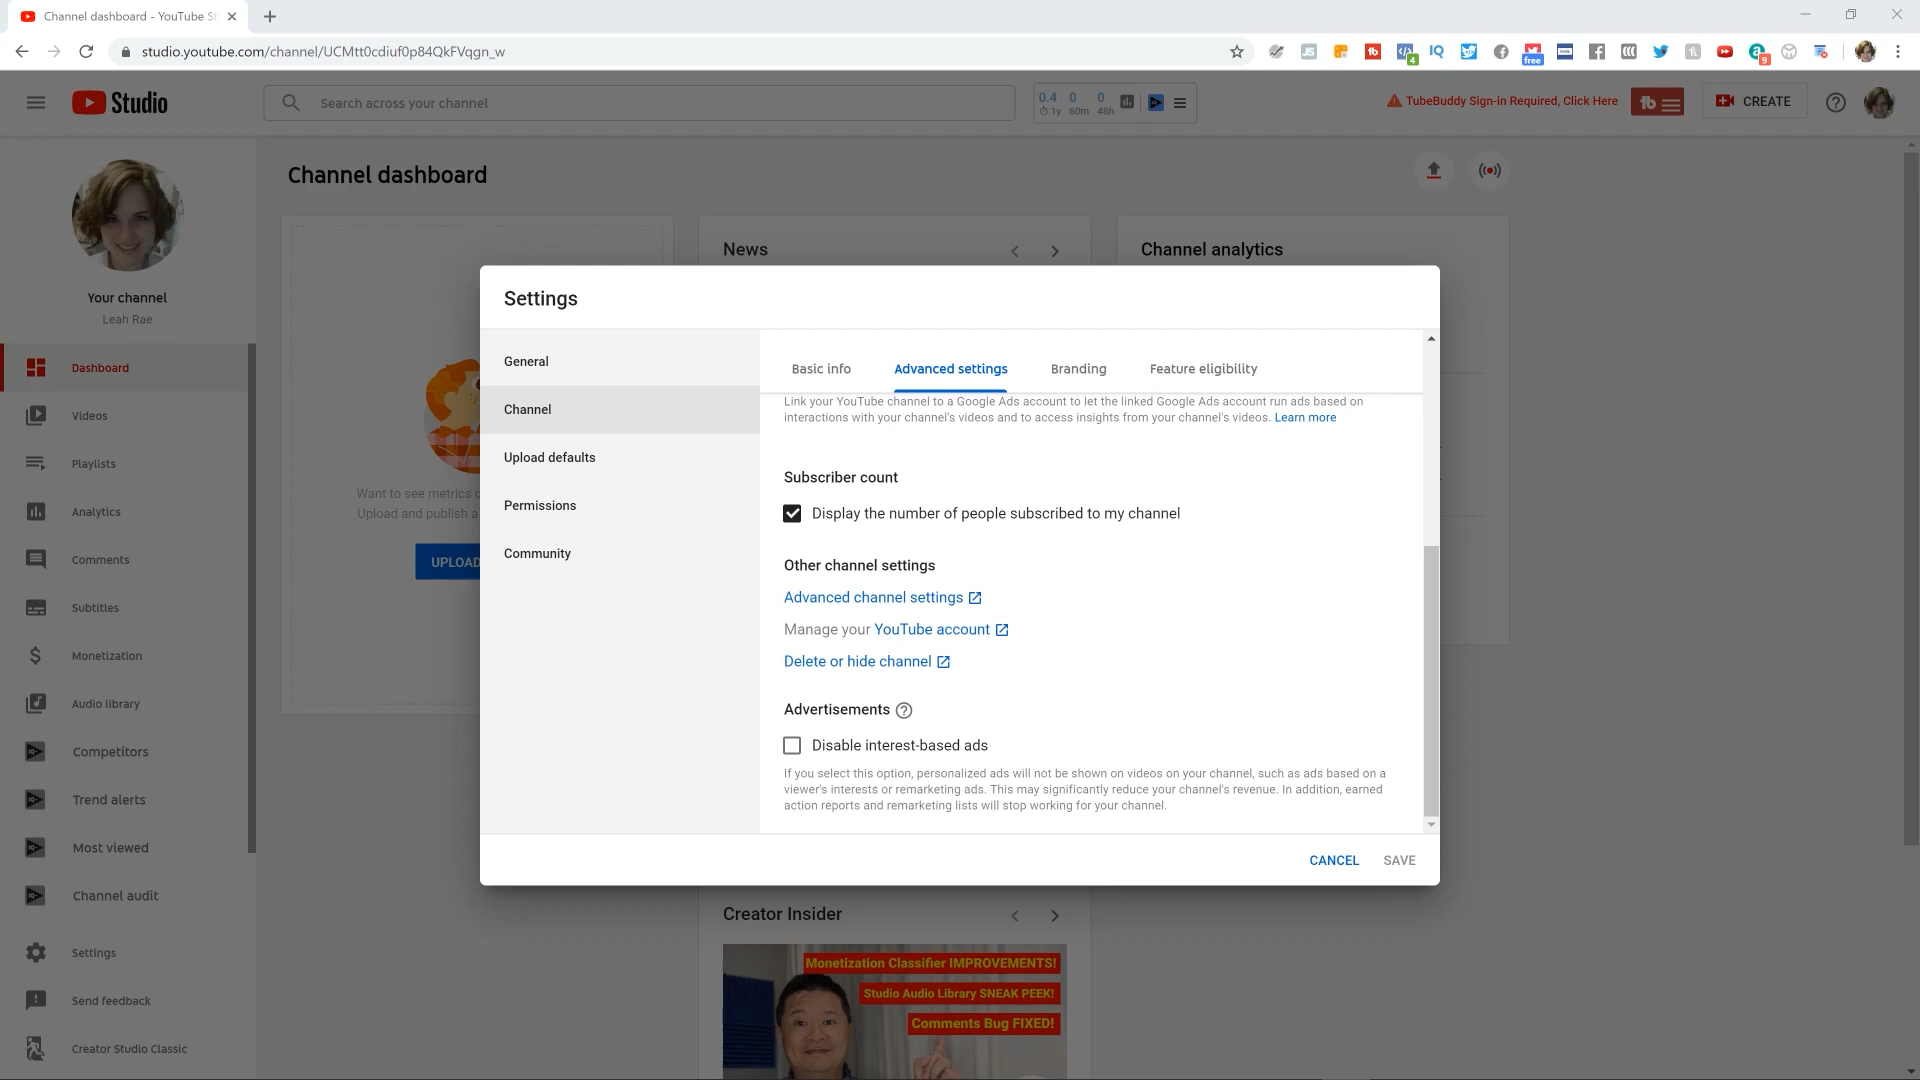 Channel dashboard - YouTube St
studio.youtube.com/channel/UCMtt0cdiuf0p84QkFVqgn_w
Studio
Search across your channel
0.4 0 0
1y 60m 48h
TubeBuddy Sign-in Required, Click Here
CREATE
Your channel
Leah Rae
Dashboard
Videos
Playlists
Analytics
Comments
Subtitles
Monetization
Audio library
Competitors
Trend alerts
Most viewed
Channel audit
Settings
Send feedback
Creator Studio Classic
Channel dashboard
Want to see metrics
Upload and publish a
UPLOAD
News
Channel analytics
Settings
General
Channel
Upload defaults
Permissions
Community
Basic info
Advanced settings
Branding
Feature eligibility
Link your YouTube channel to a Google Ads account to let the linked Google Ads account run ads based on
interactions with your channel's videos and to access insights from your channel's videos. Learn more
Subscriber count
Display the number of people subscribed to my channel
Other channel settings
Advanced channel settings
Manage your YouTube account
Delete or hide channel
Advertisements
Disable interest-based ads
If you select this option, personalized ads will not be shown on videos on your channel, such as ads based on a
viewer's interests or remarketing ads. This may significantly reduce your channel's revenue. In addition, earned
action reports and remarketing lists will stop working for your channel.
CANCEL SAVE
Creator Insider
Monetization Classifier IMPROVEMENTS!
Studio Audio Library SNEAK PEEK!
Comments Bug FIXED!